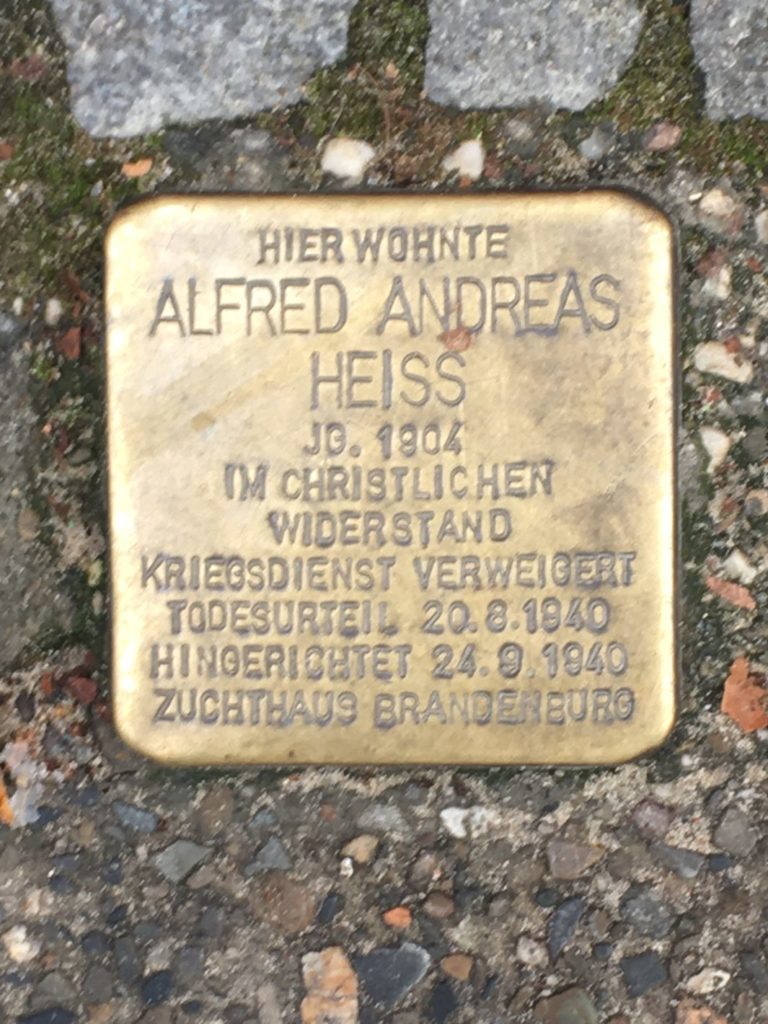 HIER WOHNTE
ALFRED ANDREAS
HEISS
JG. 1904
IM CHRISTLICHEN
WIDERSTAND
KRIEGSDIENST VERWEIGERT
TODESURTEIL 20.8.1940
HINGERICHTET 24.9.1940
ZUCHTHAUS BRANDENBURG